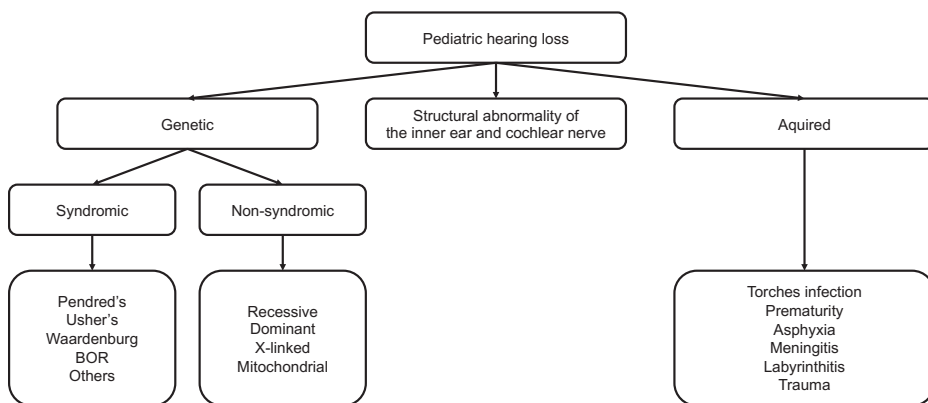 Pediatric hearing loss
Genetic
Structural abnormality of
the inner ear and cochlear nerve
Aquired
Syndromic
Non-syndromic
Pendred's
Usher's
Waardenburg
BOR
Others
Recessive
Dominant
X-linked
Mitochondrial
Torches infection
Prematurity
Asphyxia
Meningitis
Labyrinthitis
Trauma